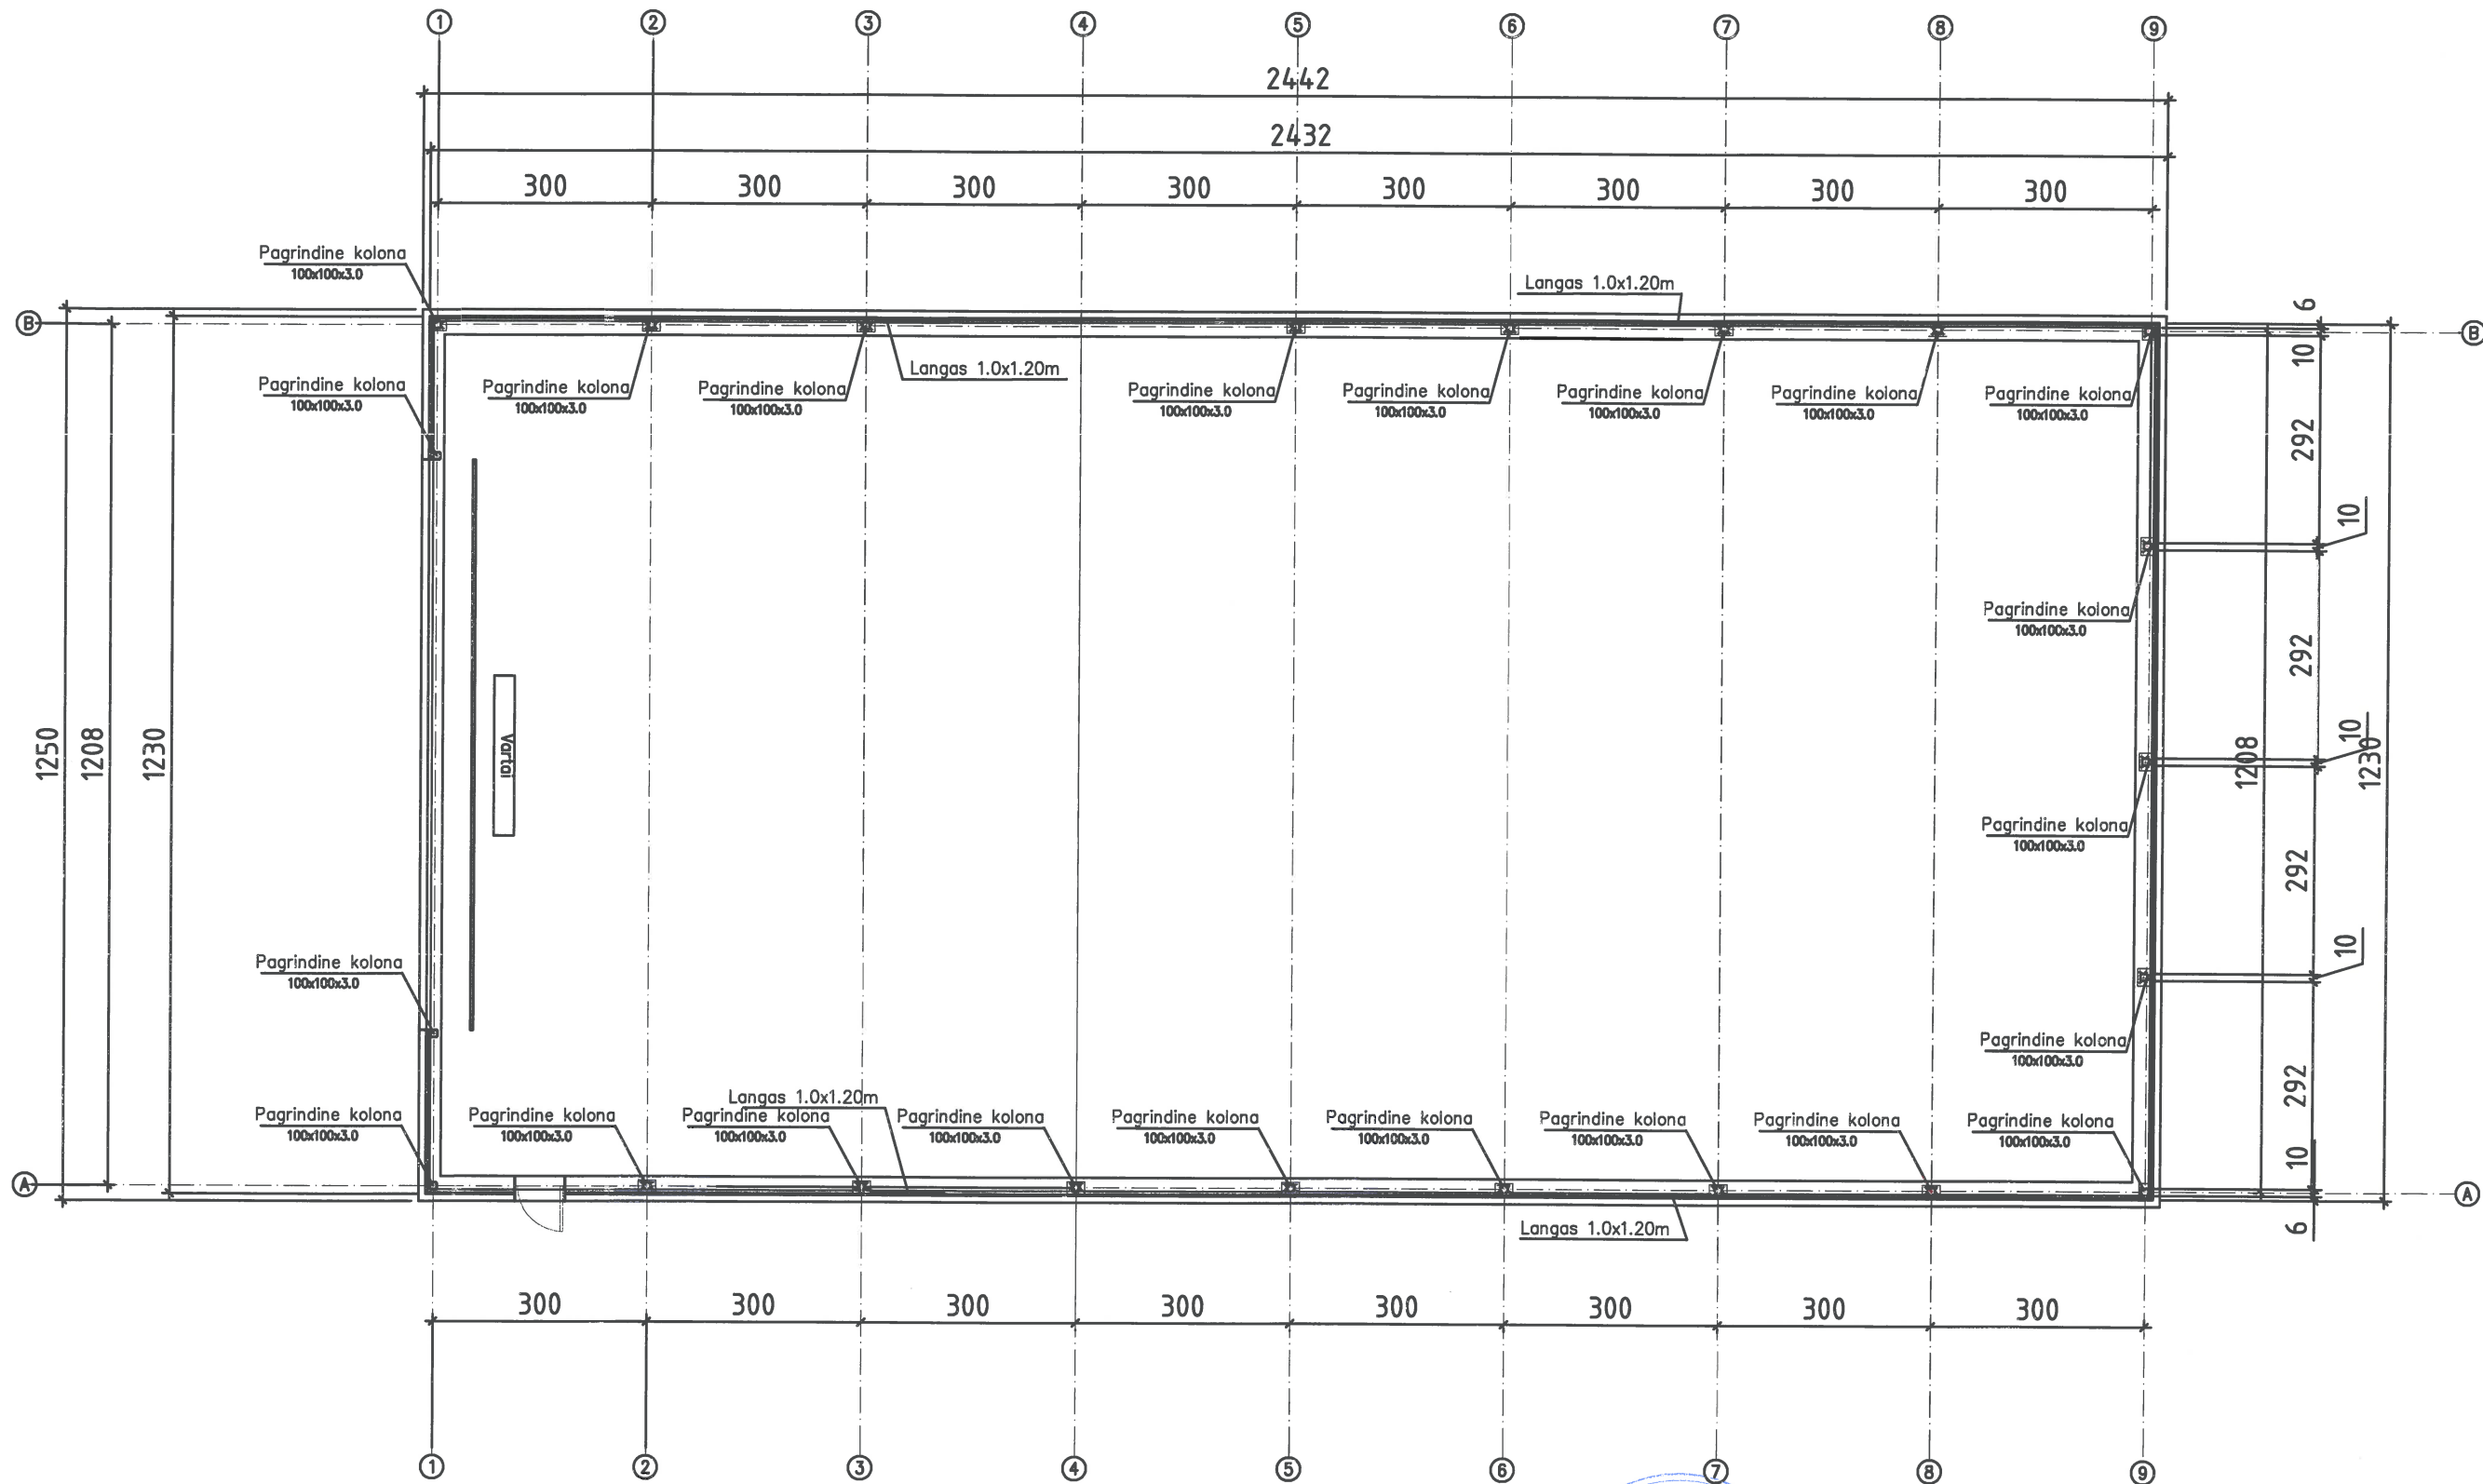 1 2 3 4 5 6 7 8 9
2442
2432
300 300 300 300 300 300 300 300
Pagrindine kolona
100x100x3.0
Langas 1.0x1.20m
6
B B
10
Langas 1.0x1.20m
Pagrindine kolona
100x100x3.0
Pagrindine kolona
100x100x3.0
Pagrindine kolona
100x100x3.0
Pagrindine kolona
100x100x3.0
Pagrindine kolona
100x100x3.0
Pagrindine kolona
100x100x3.0
Pagrindine kolona
100x100x3.0
Pagrindine kolona
100x100x3.0
292
10
Pagrindine kolona
100x100x3.0
292
1250
1208
1230
Vartai
10
1208
1230
Pagrindine kolona
100x100x3.0
292
10
Pagrindine kolona
100x100x3.0
Pagrindine kolona
100x100x3.0
292
Langas 1.0x1.20m
Pagrindine kolona
100x100x3.0
Pagrindine kolona
100x100x3.0
Pagrindine kolona
100x100x3.0
Pagrindine kolona
100x100x3.0
Pagrindine kolona
100x100x3.0
Pagrindine kolona
100x100x3.0
Pagrindine kolona
100x100x3.0
Pagrindine kolona
100x100x3.0
Pagrindine kolona
100x100x3.0
10
A A
Langas 1.0x1.20m
6
300 300 300 300 300 300 300 300
1 2 3 4 5 6 7 8 9